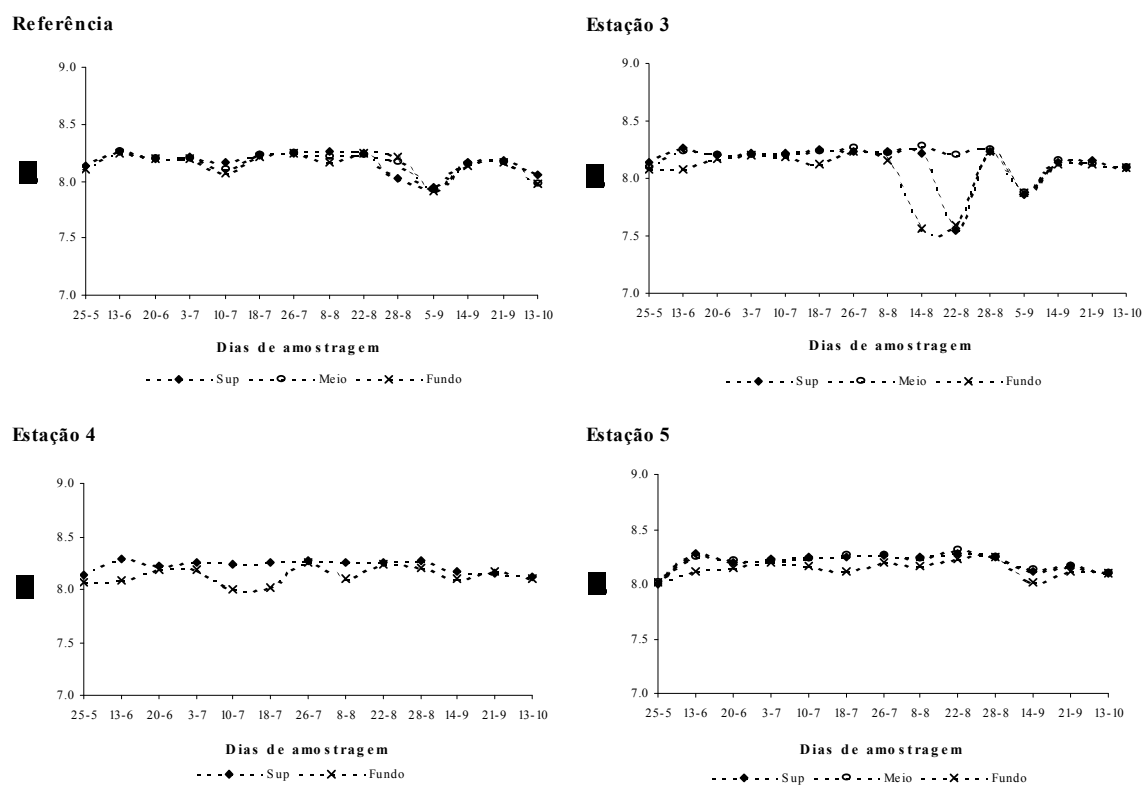 Referência
9.0
8.5
8.0
7.5
7.0
25-5 13-6 20-6 3-7 10-7 18-7 26-7 8-8 22-8 28-8 5-9 14-9 21-9 13-10
Dias de amostragem
Sup Meio Fundo
Estação 3
9.0
8.5
8.0
7.5
7.0
25-5 13-6 20-6 3-7 10-7 18-7 26-7 8-8 14-8 22-8 28-8 5-9 14-9 21-9 13-10
Dias de amostragem
Sup Meio Fundo
Estação 4
9.0
8.5
8.0
7.5
7.0
25-5 13-6 20-6 3-7 10-7 18-7 26-7 8-8 22-8 28-8 14-9 21-9 13-10
Dias de amostragem
Sup Fundo
Estação 5
9.0
8.5
8.0
7.5
7.0
25-5 13-6 20-6 3-7 10-7 18-7 26-7 8-8 22-8 28-8 14-9 21-9 13-10
Dias de amostragem
Sup Meio Fundo